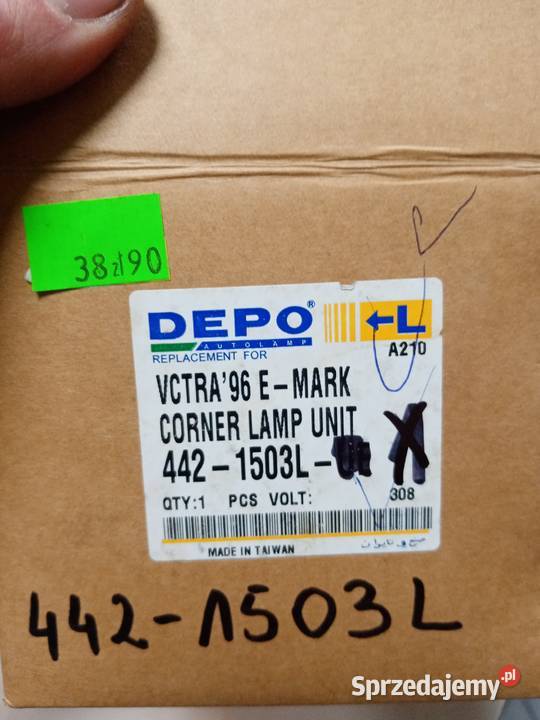 38zł90
DEPO®
AUTOLAMP
REPLACEMENT FOR
←L
A210
VCTRA'96 E-MARK
CORNER LAMP UNIT
442-1503L-
QTY:1 PCS VOLT:
308
MADE IN TAIWAN
442-1503L
Sprzedajemy.pl